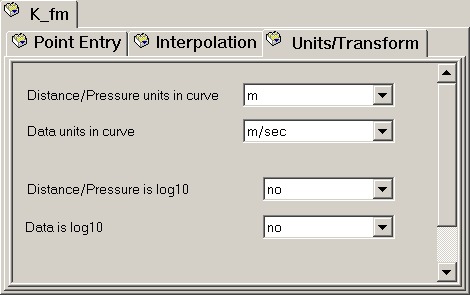 K_fm
Point Entry Interpolation Units/Transform
Distance/Pressure units in curve m
Data units in curve m/sec
Distance/Pressure is log10 no
Data is log10 no